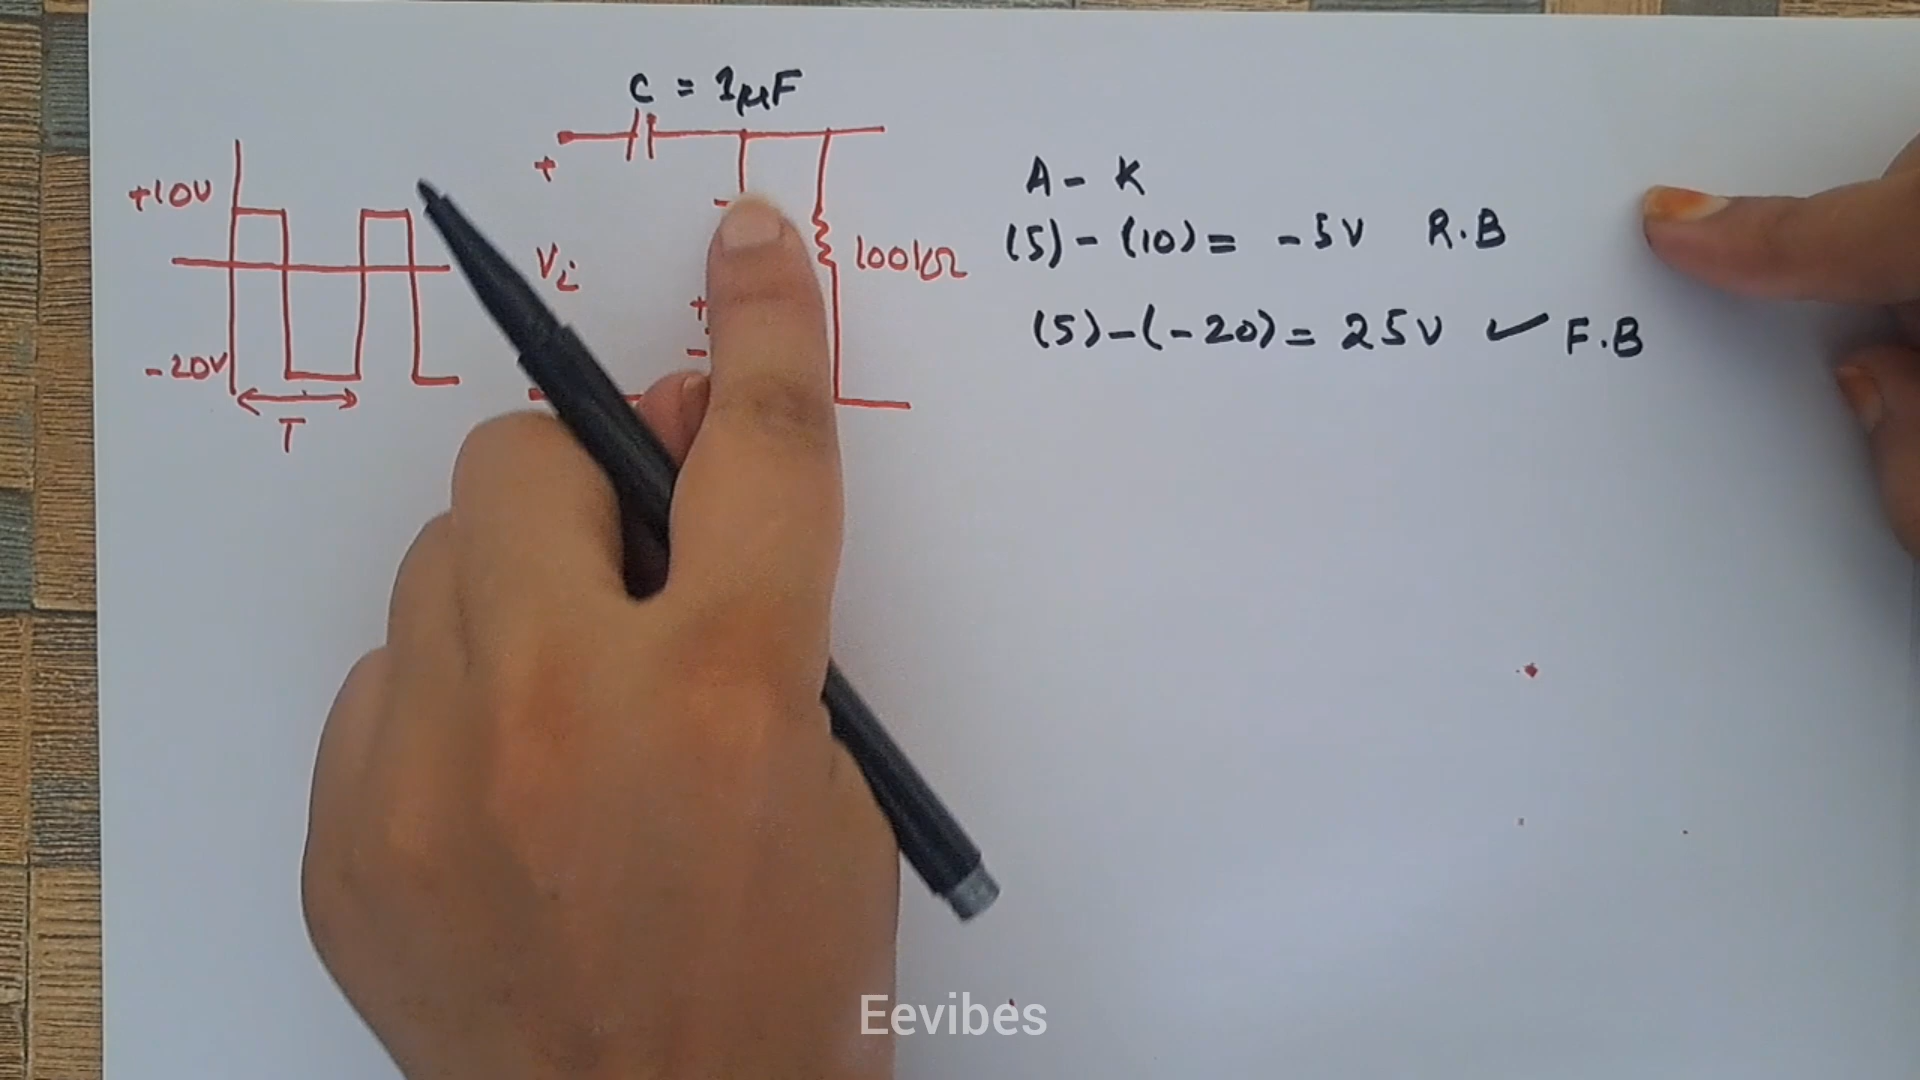 C = 1μF
+10V
-20V
T
+
Vi
-
+
-
100kΩ
A - K
(5) - (10) = -5V R.B
(5) - (-20) = 25V ✓ F.B
Eevibes